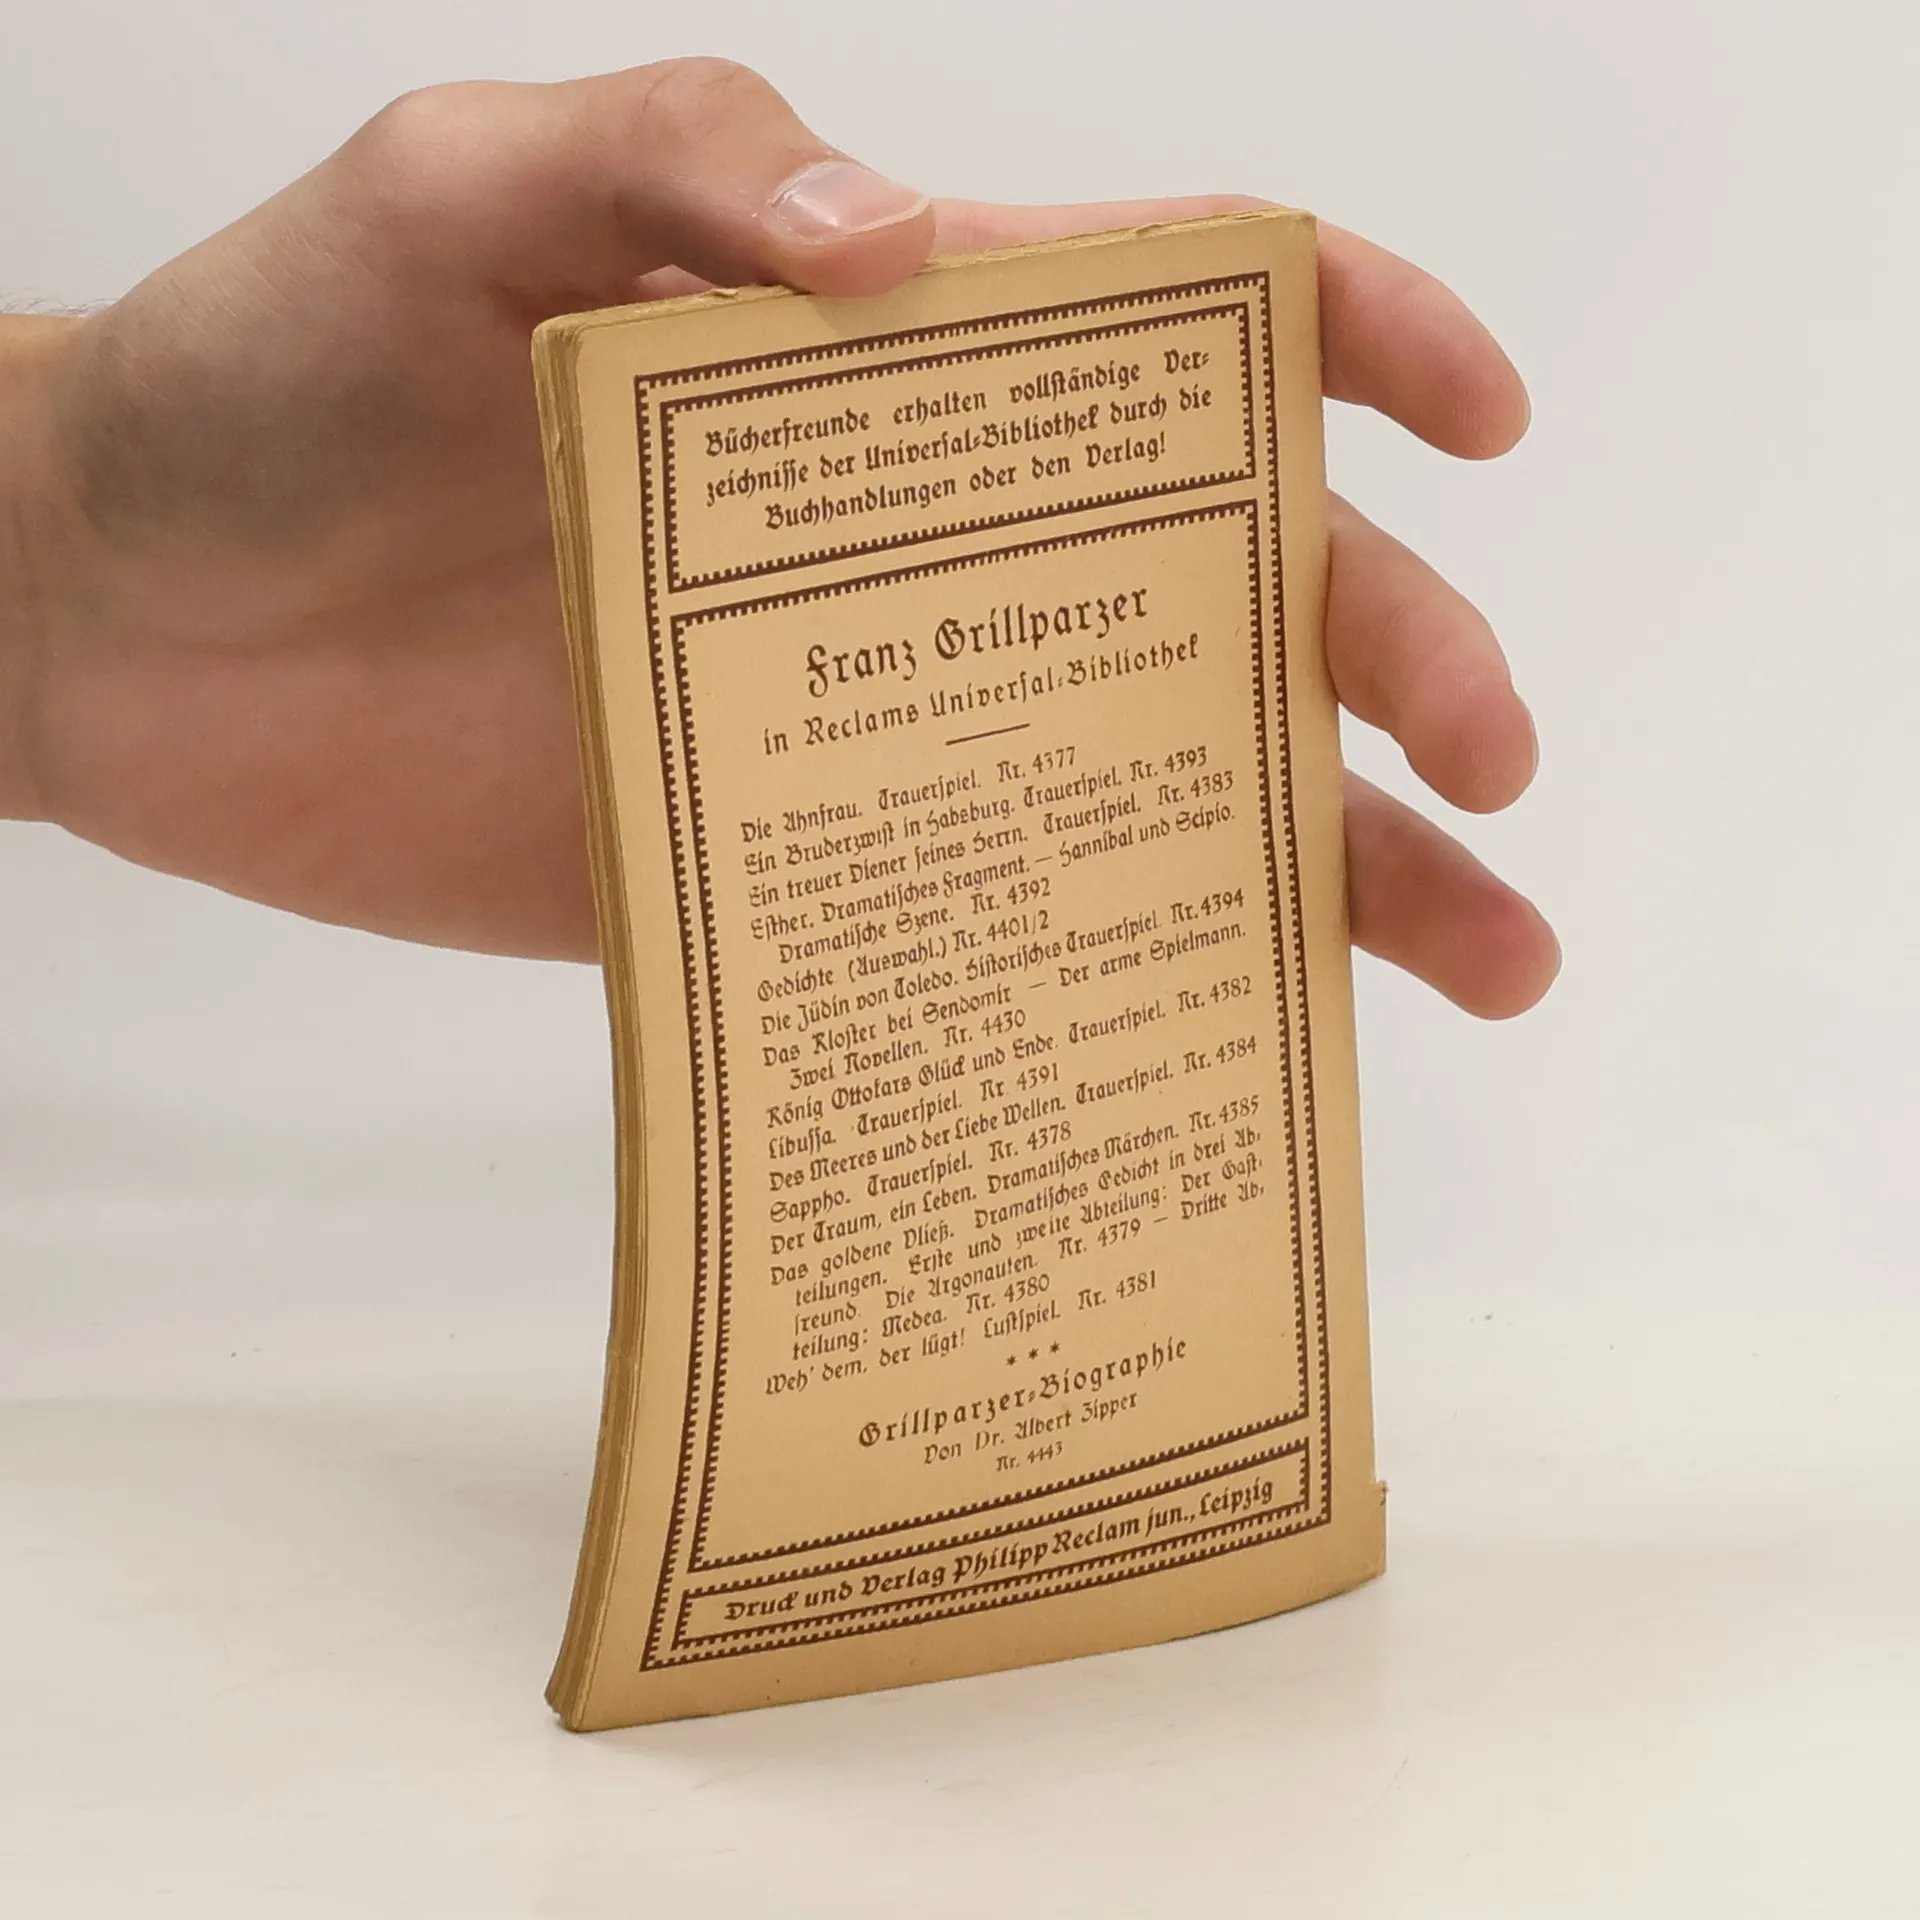 Bücherfreunde erhalten vollständige Ver-
zeichnisse der Universal-Bibliothek durch die
Buchhandlungen oder den Verlag!
Franz Grillparzer
in Reclams Universal-Bibliothek
Die Ahnfrau. Trauerspiel. Nr. 4377
Ein Bruderzwist in Habsburg. Trauerspiel. Nr. 4393
Ein treuer Diener seines Herrn. Trauerspiel. Nr. 4383
Esther. Dramatisches Fragment. — Hannibal und Scipio.
Dramatische Szene. Nr. 4392
Gedichte (Auswahl.) Nr. 4401/2
Die Jüdin von Toledo. Historisches Trauerspiel. Nr. 4394
Das Kloster bei Sendomir — Der arme Spielmann.
Zwei Novellen. Nr. 4430
König Ottokars Glück und Ende. Trauerspiel. Nr. 4382
Libussa. Trauerspiel. Nr. 4391
Des Meeres und der Liebe Wellen. Trauerspiel. Nr. 4384
Sappho. Trauerspiel. Nr. 4378
Der Traum, ein Leben. Dramatisches Märchen. Nr. 4385
Das goldene Vließ. Dramatisches Gedicht in drei Ab-
teilungen. Erste und zweite Abteilung: Der Gast-
freund. Die Argonauten. Nr. 4379 — Dritte Ab-
teilung: Medea. Nr. 4380
Weh' dem, der lügt! Lustspiel. Nr. 4381
* * *
Grillparzer-Biographie
Von Dr. Albert Zipper
Nr. 4443
Druck und Verlag Philipp Reclam jun., Leipzig